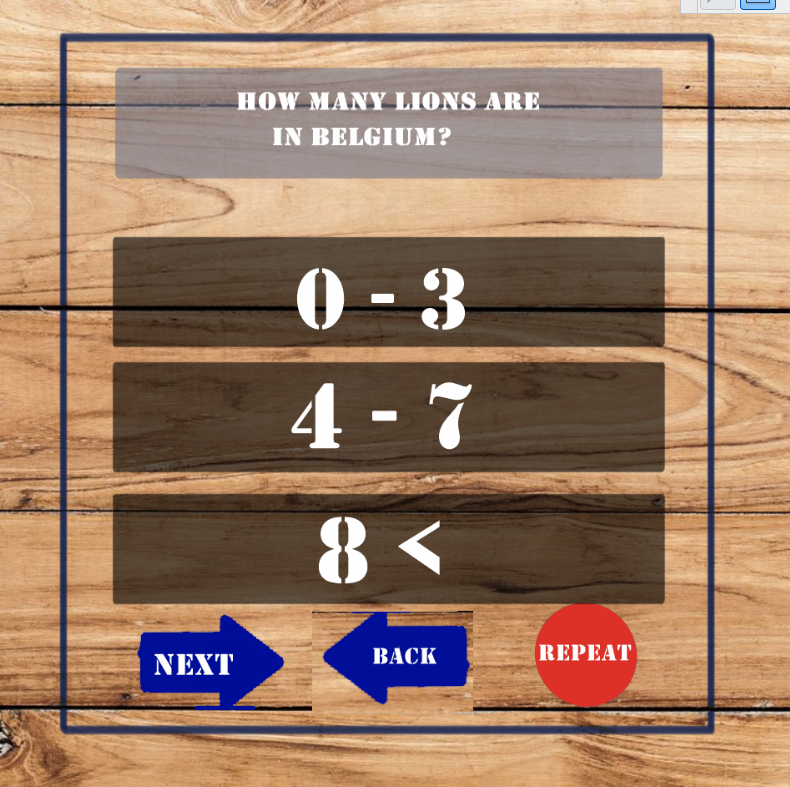 HOW MANY LIONS ARE
IN BELGIUM?
0 - 3
4 - 7
8 <
NEXT
BACK
REPEAT